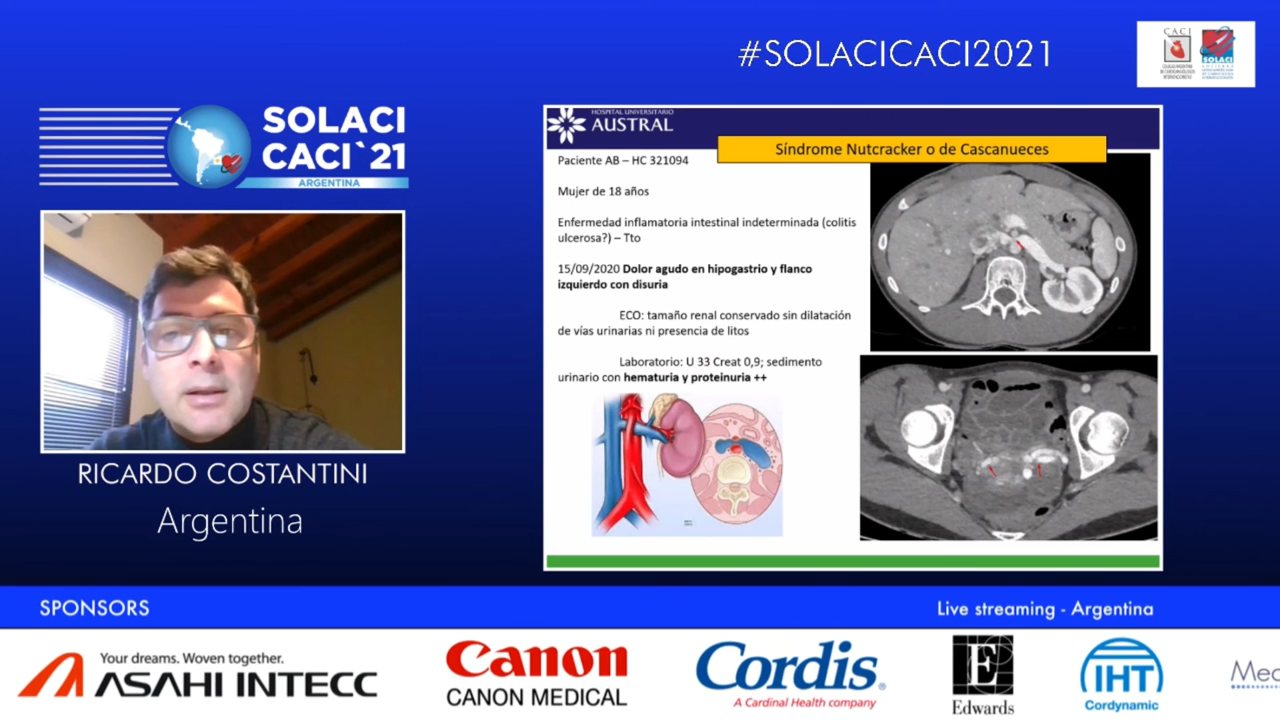 #SOLACICACI2021
CACI
SOLACI
SOLACI
CACI`21
ARGENTINA
HOSPITAL UNIVERSITARIO
AUSTRAL
Síndrome Nutcracker o de Cascanueces
Paciente AB – HC 321094
Mujer de 18 años
Enfermedad inflamatoria intestinal indeterminada (colitis
ulcerosa?) – Tto
15/09/2020 Dolor agudo en hipogastrio y flanco
izquierdo con disuria
ECO: tamaño renal conservado sin dilatación
de vías urinarias ni presencia de litos
Laboratorio: U 33 Creat 0,9; sedimento
urinario con hematuria y proteinuria ++
RICARDO COSTANTINI
Argentina
SPONSORS
Live streaming - Argentina
Your dreams. Woven together.
ASAHI INTECC
Canon
CANON MEDICAL
Cordis®
A Cardinal Health company
E
Edwards
IHT
Cordynamic
Med